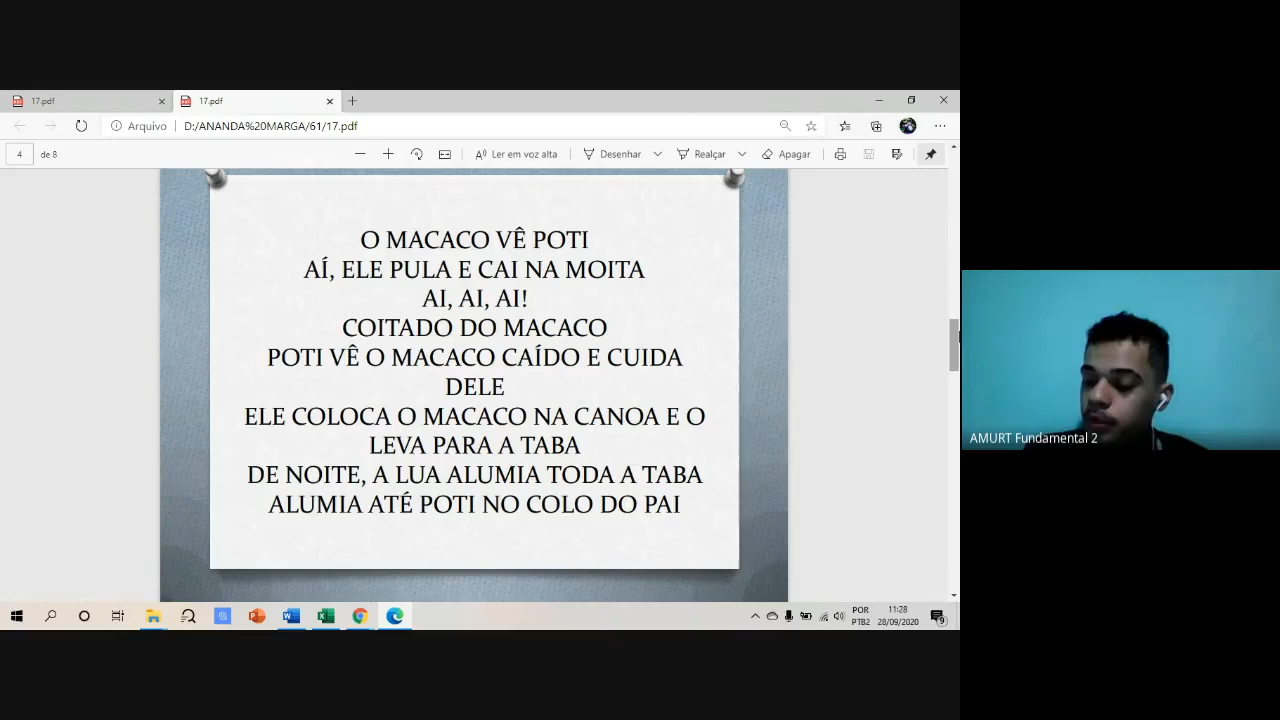 17.pdf
17.pdf
Arquivo D:/ANANDA%20MARGA/61/17.pdf
4 de 8
Ler em voz alta Desenhar Realçar Apagar
O MACACO VÊ POTI
AÍ, ELE PULA E CAI NA MOITA
AI, AI, AI!
COITADO DO MACACO
POTI VÊ O MACACO CAÍDO E CUIDA
DELE
ELE COLOCA O MACACO NA CANOA E O
LEVA PARA A TABA
DE NOITE, A LUA ALUMIA TODA A TABA
ALUMIA ATÉ POTI NO COLO DO PAI
AMURT Fundamental 2
POR
PTB2
11:28
28/09/2020
9